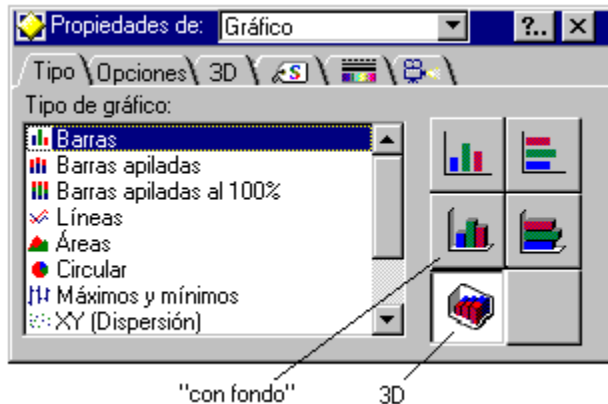 Propiedades de: Gráfico ?..
Tipo Opciones 3D S
Tipo de gráfico:
Barras
Barras apiladas
Barras apiladas al 100%
Líneas
Áreas
Circular
Máximos y mínimos
XY (Dispersión)
"con fondo" 3D